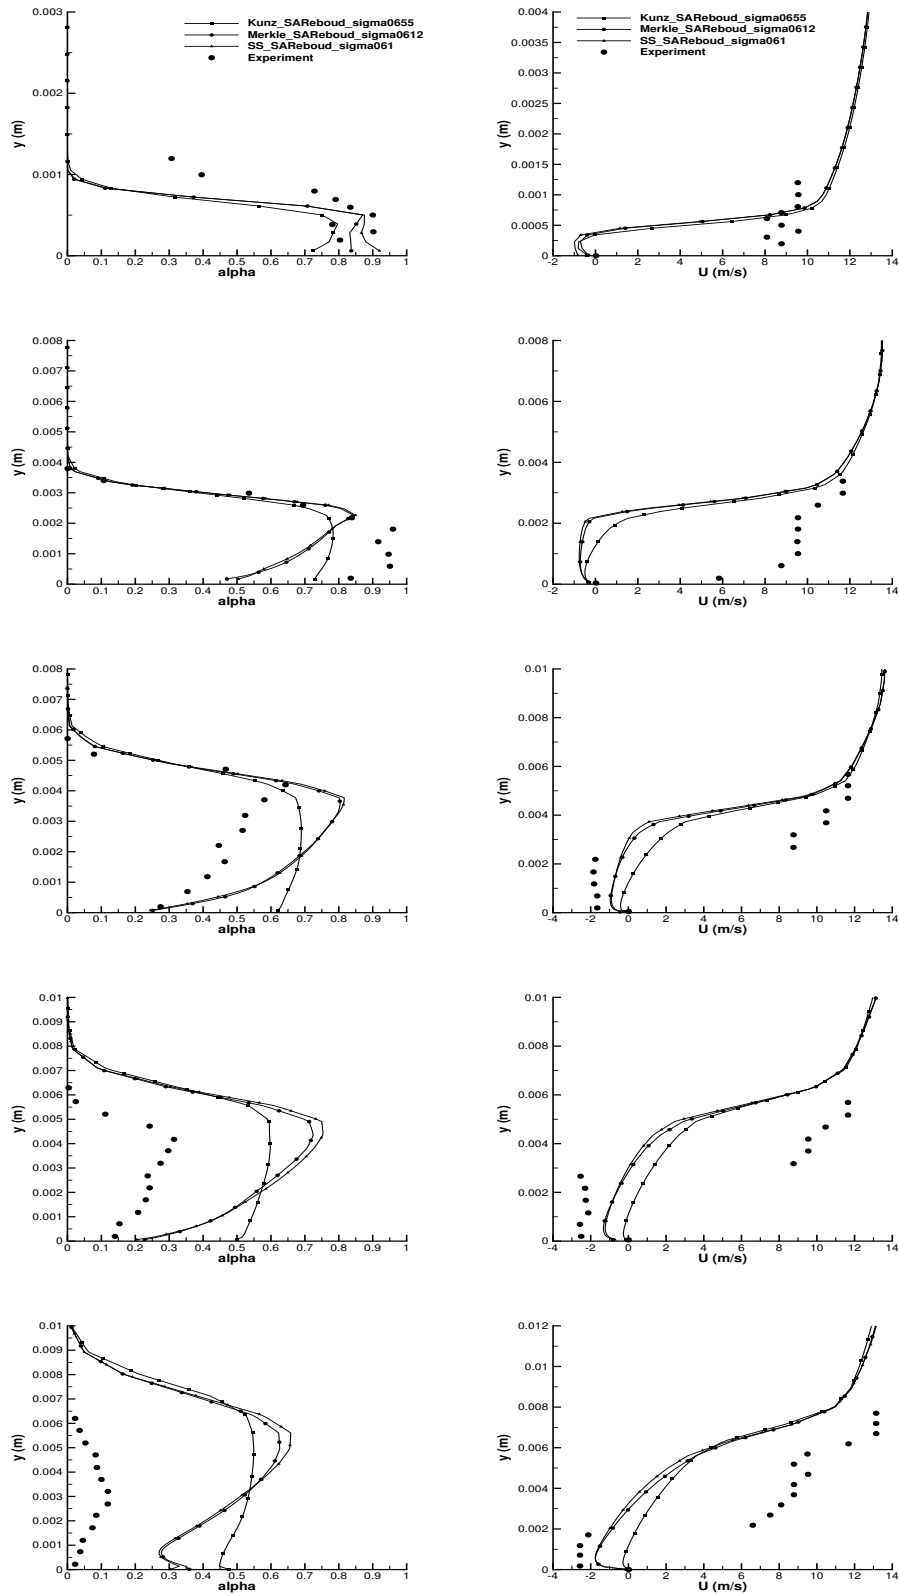 Kunz_SAReboud_sigma0655
Merkle_SAReboud_sigma0612
SS_SAReboud_sigma061
Experiment
y (m)
0.003
0.002
0.001
0
0 0.1 0.2 0.3 0.4 0.5 0.6 0.7 0.8 0.9 1
alpha
Kunz_SAReboud_sigma0655
Merkle_SAReboud_sigma0612
SS_SAReboud_sigma061
Experiment
y (m)
0.004
0.0035
0.003
0.0025
0.002
0.0015
0.001
0.0005
0
-2 0 2 4 6 8 10 12 14
U (m/s)
y (m)
0.008
0.007
0.006
0.005
0.004
0.003
0.002
0.001
0
0 0.1 0.2 0.3 0.4 0.5 0.6 0.7 0.8 0.9 1
alpha
y (m)
0.008
0.006
0.004
0.002
0
-2 0 2 4 6 8 10 12 14
U (m/s)
y (m)
0.008
0.007
0.006
0.005
0.004
0.003
0.002
0.001
0
0 0.1 0.2 0.3 0.4 0.5 0.6 0.7 0.8 0.9 1
alpha
y (m)
0.01
0.008
0.006
0.004
0.002
0
-4 -2 0 2 4 6 8 10 12 14
U (m/s)
y (m)
0.01
0.009
0.008
0.007
0.006
0.005
0.004
0.003
0.002
0.001
0
0 0.1 0.2 0.3 0.4 0.5 0.6 0.7 0.8 0.9 1
alpha
y (m)
0.01
0.008
0.006
0.004
0.002
0
-4 -2 0 2 4 6 8 10 12 14
U (m/s)
y (m)
0.01
0.009
0.008
0.007
0.006
0.005
0.004
0.003
0.002
0.001
0
0 0.1 0.2 0.3 0.4 0.5 0.6 0.7 0.8 0.9 1
alpha
y (m)
0.012
0.01
0.008
0.006
0.004
0.002
0
-4 -2 0 2 4 6 8 10 12 14
U (m/s)